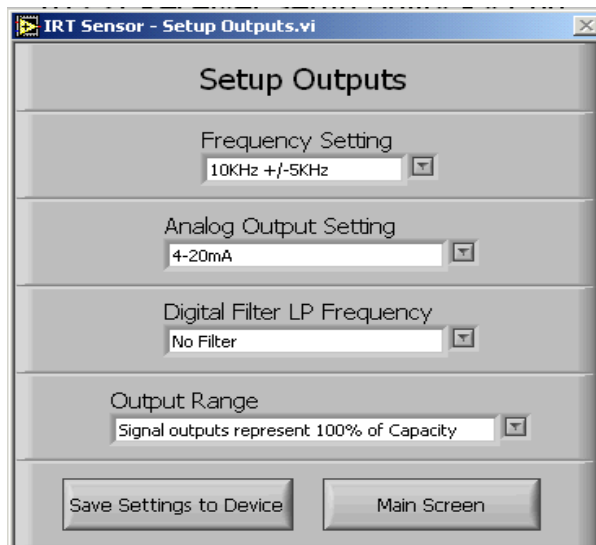 IRT Sensor - Setup Outputs.vi
Setup Outputs
Frequency Setting
10KHz +/-5KHz
Analog Output Setting
4-20mA
Digital Filter LP Frequency
No Filter
Output Range
Signal outputs represent 100% of Capacity
Save Settings to Device
Main Screen